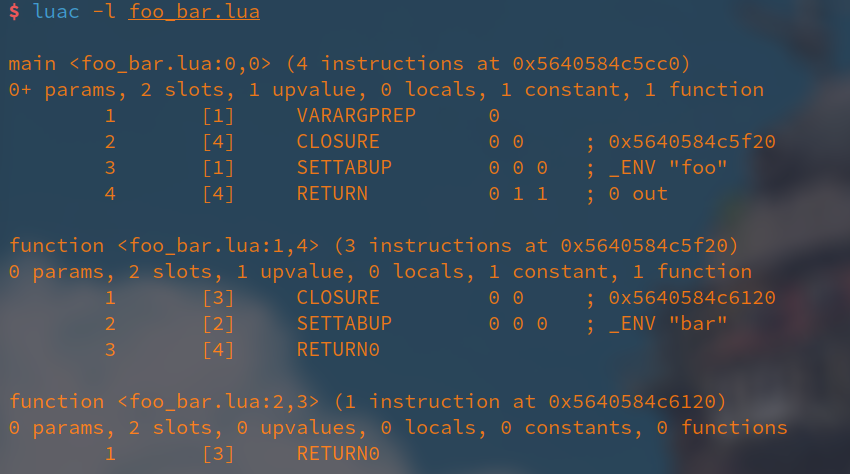 $ luac -l foo_bar.lua
main <foo_bar.lua:0,0> (4 instructions at 0x5640584c5cc0)
0+ params, 2 slots, 1 upvalue, 0 locals, 1 constant, 1 function
1 [1] VARARGPREP 0
2 [4] CLOSURE 0 0 ; 0x5640584c5f20
3 [1] SETTABUP 0 0 0 ; _ENV "foo"
4 [4] RETURN 0 1 1 ; 0 out
function <foo_bar.lua:1,4> (3 instructions at 0x5640584c5f20)
0 params, 2 slots, 1 upvalue, 0 locals, 1 constant, 1 function
1 [3] CLOSURE 0 0 ; 0x5640584c6120
2 [2] SETTABUP 0 0 0 ; _ENV "bar"
3 [4] RETURN0
function <foo_bar.lua:2,3> (1 instruction at 0x5640584c6120)
0 params, 2 slots, 0 upvalues, 0 locals, 0 constants, 0 functions
1 [3] RETURN0